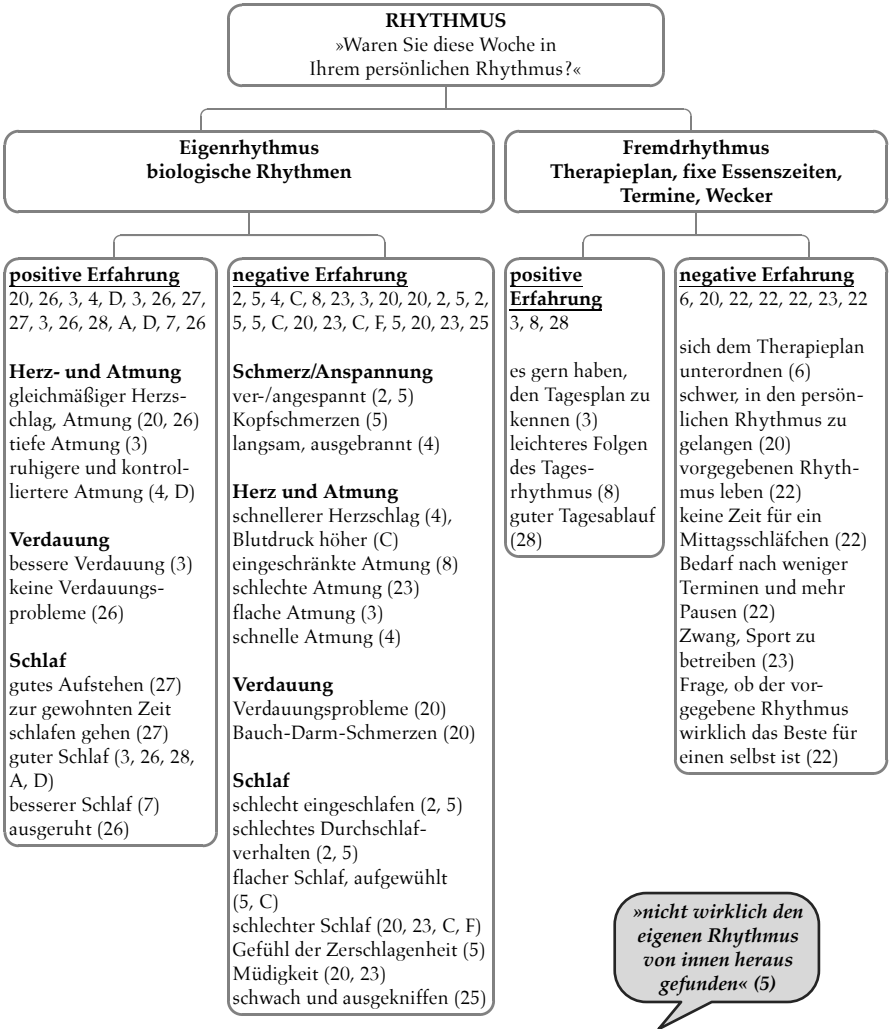 RHYTHMUS
»Waren Sie diese Woche in
Ihrem persönlichen Rhythmus?«
Eigenrhythmus
biologische Rhythmen
Fremdrhythmus
Therapieplan, fixe Essenszeiten,
Termine, Wecker
positive Erfahrung
20, 26, 3, 4, D, 3, 26, 27,
27, 3, 26, 28, A, D, 7, 26
Herz- und Atmung
gleichmäßiger Herzs-
chlag, Atmung (20, 26)
tiefe Atmung (3)
ruhigere und kontrol-
liertere Atmung (4, D)
Verdauung
bessere Verdauung (3)
keine Verdauungs-
probleme (26)
Schlaf
gutes Aufstehen (27)
zur gewohnten Zeit
schlafen gehen (27)
guter Schlaf (3, 26, 28,
A, D)
besserer Schlaf (7)
ausgeruht (26)
negative Erfahrung
2, 5, 4, C, 8, 23, 3, 20, 20, 2, 5, 2,
5, 5, C, 20, 23, C, F, 5, 20, 23, 25
Schmerz/Anspannung
ver-/angespannt (2, 5)
Kopfschmerzen (5)
langsam, ausgebrannt (4)
Herz und Atmung
schnellerer Herzschlag (4),
Blutdruck höher (C)
eingeschränkte Atmung (8)
schlechte Atmung (23)
flache Atmung (3)
schnelle Atmung (4)
Verdauung
Verdauungsprobleme (20)
Bauch-Darm-Schmerzen (20)
Schlaf
schlecht eingeschlafen (2, 5)
schlechtes Durchschlaf-
verhalten (2, 5)
flacher Schlaf, aufgewühlt
(5, C)
schlechter Schlaf (20, 23, C, F)
Gefühl der Zerschlagenheit (5)
Müdigkeit (20, 23)
schwach und ausgekniffen (25)
positive
Erfahrung
3, 8, 28
es gern haben,
den Tagesplan zu
kennen (3)
leichteres Folgen
des Tages-
rhythmus (8)
guter Tagesablauf
(28)
negative Erfahrung
6, 20, 22, 22, 22, 23, 22
sich dem Therapieplan
unterordnen (6)
schwer, in den persön-
lichen Rhythmus zu
gelangen (20)
vorgegebenen Rhyth-
mus leben (22)
keine Zeit für ein
Mittagsschläfchen (22)
Bedarf nach weniger
Terminen und mehr
Pausen (22)
Zwang, Sport zu
betreiben (23)
Frage, ob der vor-
gegebene Rhythmus
wirklich das Beste für
einen selbst ist (22)
»nicht wirklich den
eigenen Rhythmus
von innen heraus
gefunden« (5)